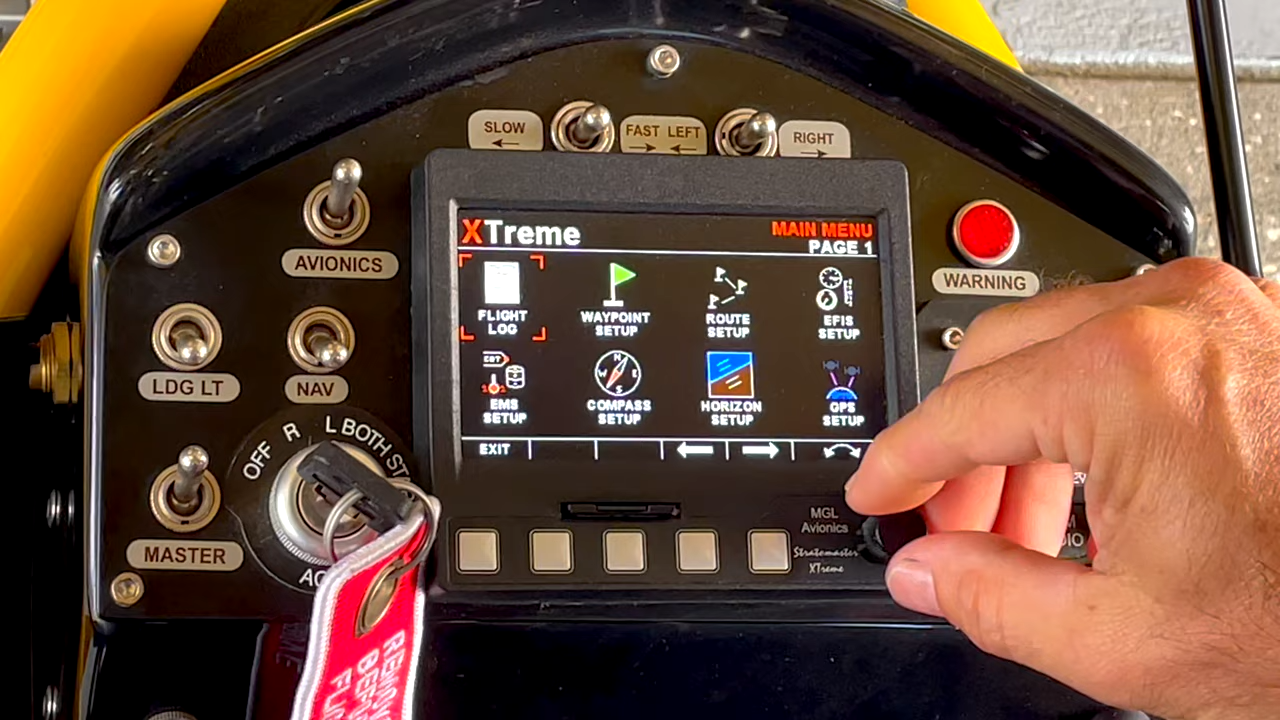 SLOW
FAST LEFT
RIGHT
AVIONICS
WARNING
LDG LT
NAV
MASTER
OFF R L BOTH
XTreme
MAIN MENU
PAGE 1
FLIGHT
LOG
WAYPOINT
SETUP
ROUTE
SETUP
EFIS
SETUP
EMS
SETUP
COMPASS
SETUP
HORIZON
SETUP
GPS
SETUP
EXIT
MGL
Avionics
Stratomaster
XTreme